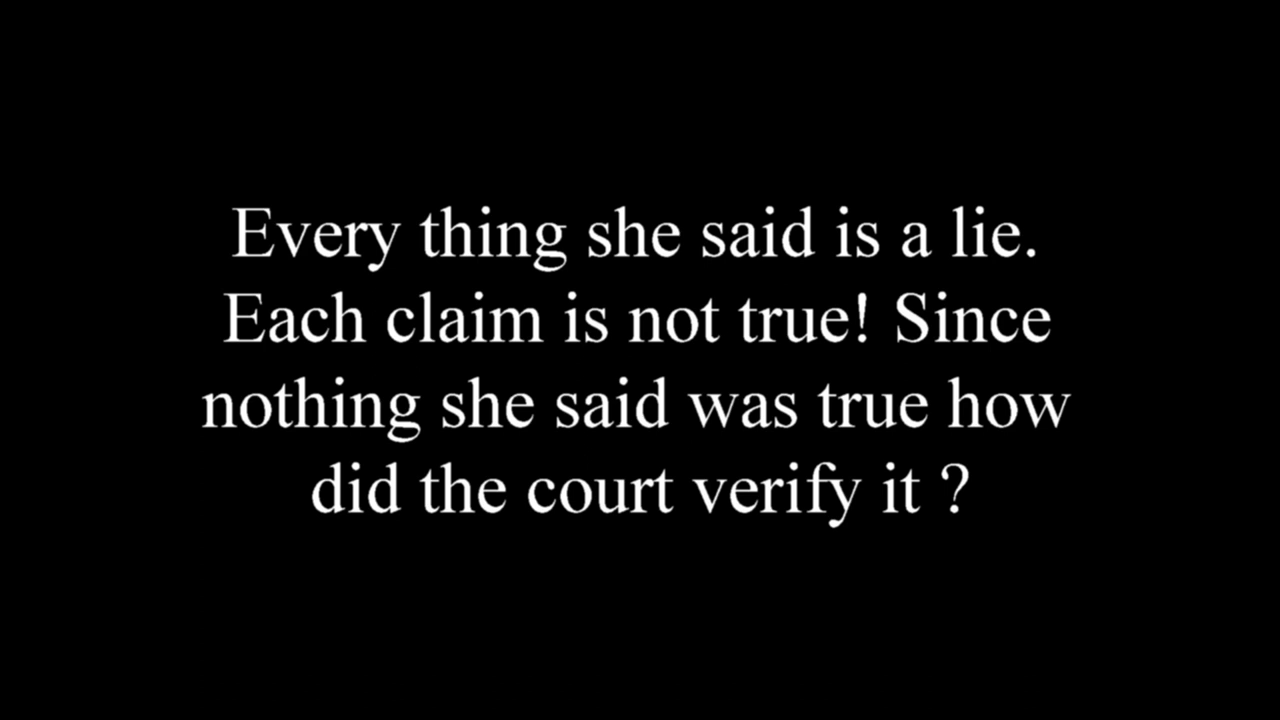 Every thing she said is a lie.
Each claim is not true! Since
nothing she said was true how
did the court verify it ?